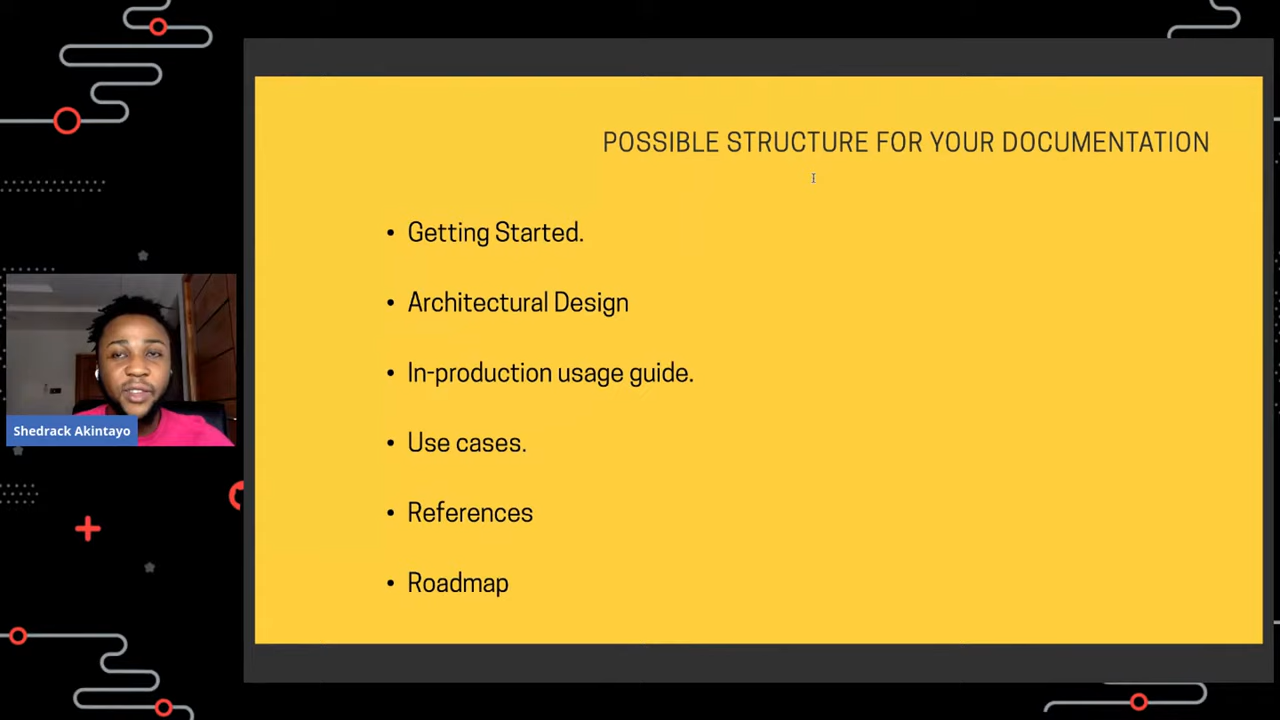 POSSIBLE STRUCTURE FOR YOUR DOCUMENTATION
• Getting Started.
• Architectural Design
• In-production usage guide.
• Use cases.
• References
• Roadmap
Shedrack Akintayo